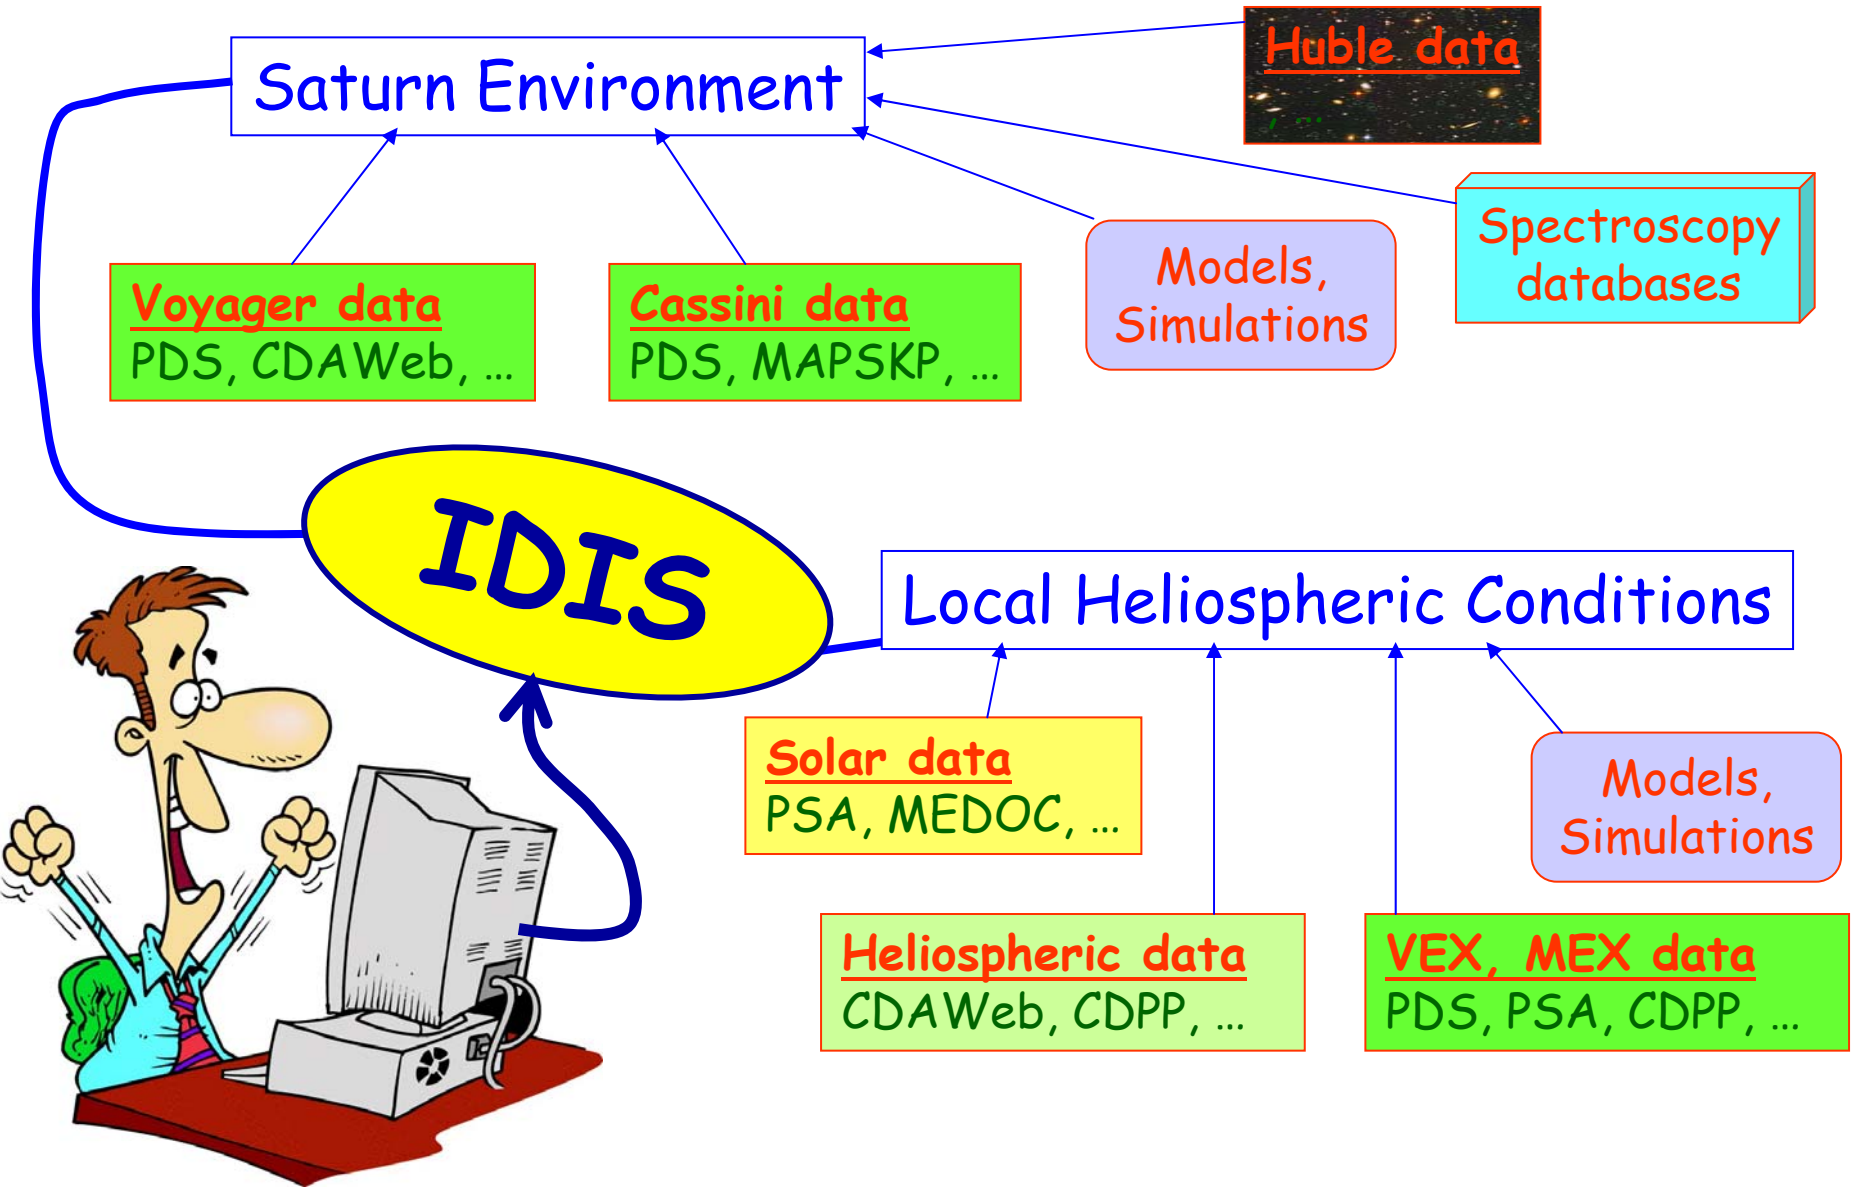 Huble data
Saturn Environment
Spectroscopy
databases
Models,
Simulations
Voyager data
PDS, CDAWeb, ...
Cassini data
PDS, MAPSKP, ...
IDIS
Local Heliospheric Conditions
Solar data
PSA, MEDOC, ...
Models,
Simulations
Heliospheric data
CDAWeb, CDPP, ...
VEX, MEX data
PDS, PSA, CDPP, ...